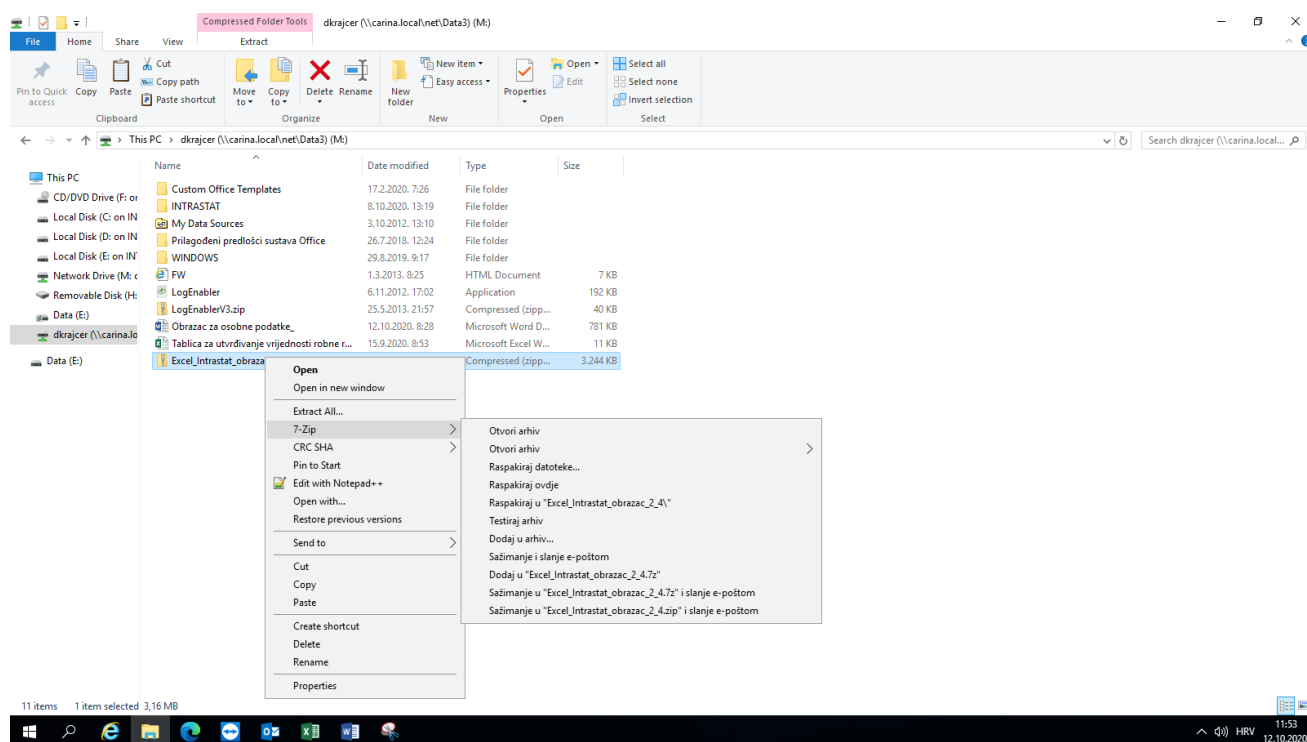 Compressed Folder Tools dkrajcer (\\carina.local\net\Data3) (M:)
File Home Share View Extract
Pin to Quick access
Copy
Paste
Cut
Copy path
Paste shortcut
Clipboard
Move to
Copy to
Delete
Rename
Organize
New folder
New item
Easy access
New
Properties
Open
Edit
Open
Select all
Select none
Invert selection
Select
This PC > dkrajcer (\\carina.local\net\Data3) (M:)
Search dkrajcer (\\carina.local...
This PC
CD/DVD Drive (F: or
Local Disk (C: on IN
Local Disk (D: on IN
Local Disk (E: on IN
Network Drive (M: c
Removable Disk (H:
Data (E:)
dkrajcer (\\carina.lo
Data (E:)
Name Date modified Type Size
Custom Office Templates 17.2.2020. 7:26 File folder
INTRASTAT 8.10.2020. 13:19 File folder
My Data Sources 3.10.2012. 13:10 File folder
Prilagođeni predlošci sustava Office 26.7.2018. 12:24 File folder
WINDOWS 29.8.2019. 9:17 File folder
FW 1.3.2013. 8:25 HTML Document 7 KB
LogEnabler 6.11.2012. 17:02 Application 192 KB
LogEnablerV3.zip 25.5.2013. 21:57 Compressed (zipp... 40 KB
Obrazac za osobne podatke_ 12.10.2020. 8:28 Microsoft Word D... 781 KB
Tablica za utvrđivanje vrijednosti robne r... 15.9.2020. 8:53 Microsoft Excel W... 11 KB
Excel_Intrastat_obraza Compressed (zipp... 3.244 KB
Open
Open in new window
Extract All...
7-Zip
CRC SHA
Pin to Start
Edit with Notepad++
Open with...
Restore previous versions
Send to
Cut
Copy
Paste
Create shortcut
Delete
Rename
Properties
Otvori arhiv
Otvori arhiv
Raspakiraj datoteke...
Raspakiraj ovdje
Raspakiraj u "Excel_Intrastat_obrazac_2_4\"
Testiraj arhiv
Dodaj u arhiv...
Sažimanje i slanje e-poštom
Dodaj u "Excel_Intrastat_obrazac_2_4.7z"
Sažimanje u "Excel_Intrastat_obrazac_2_4.7z" i slanje e-poštom
Sažimanje u "Excel_Intrastat_obrazac_2_4.zip" i slanje e-poštom
11 items 1 item selected 3,16 MB
HRV
11:53
12.10.2020